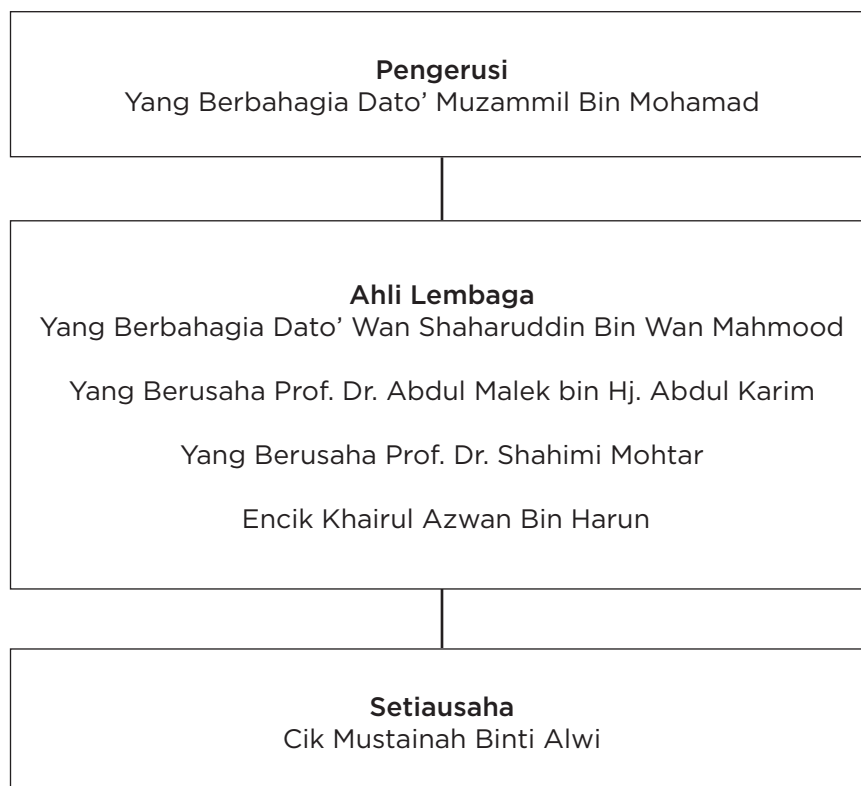 Pengerusi
Yang Berbahagia Dato’ Muzammil Bin Mohamad
Ahli Lembaga
Yang Berbahagia Dato’ Wan Shaharuddin Bin Wan Mahmood
Yang Berusaha Prof. Dr. Abdul Malek bin Hj. Abdul Karim
Yang Berusaha Prof. Dr. Shahimi Mohtar
Encik Khairul Azwan Bin Harun
Setiausaha
Cik Mustainah Binti Alwi